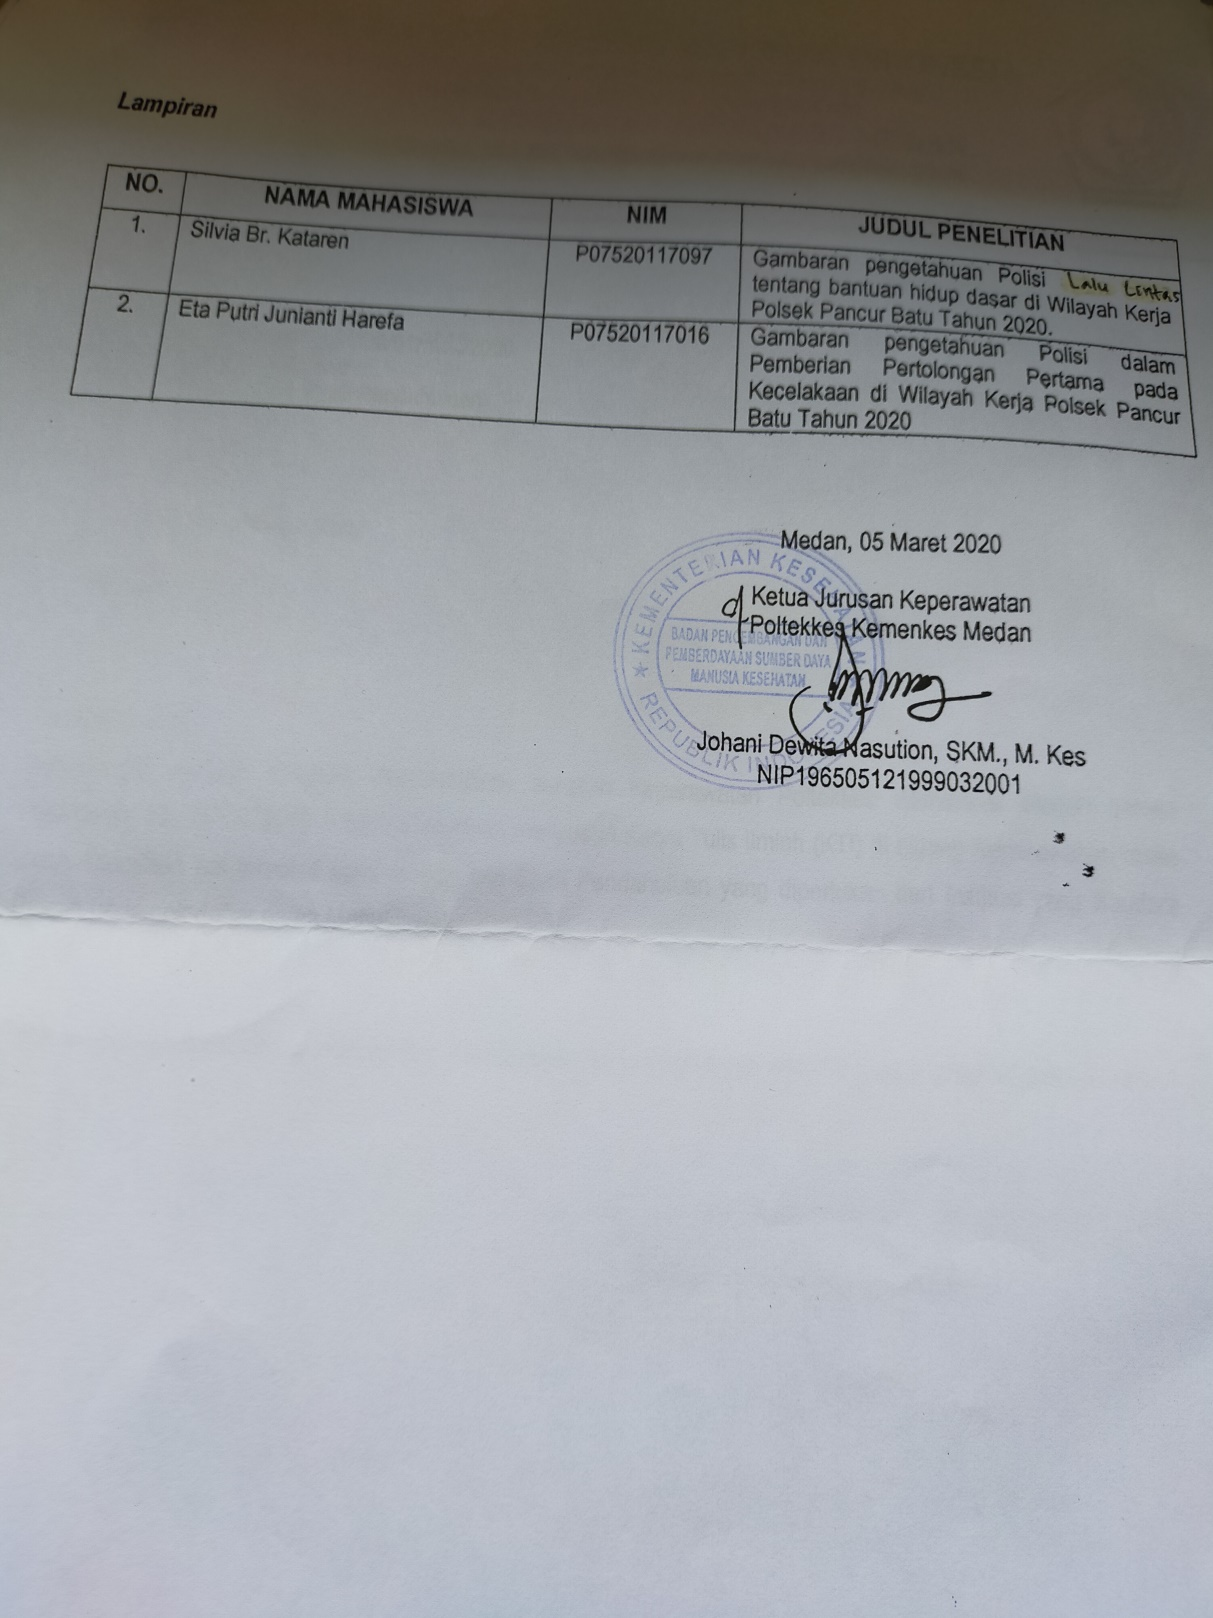 Lampiran
NO. NAMA MAHASISWA NIM JUDUL PENELITIAN
1. Silvia Br. Kataren P07520117097 Gambaran pengetahuan Polisi Lalu Lintas
tentang bantuan hidup dasar di Wilayah Kerja
Polsek Pancur Batu Tahun 2020.
2. Eta Putri Junianti Harefa P07520117016 Gambaran pengetahuan Polisi dalam
Pemberian Pertolongan Pertama pada
Kecelakaan di Wilayah Kerja Polsek Pancur
Batu Tahun 2020
Medan, 05 Maret 2020
Ketua Jurusan Keperawatan
Poltekkes Kemenkes Medan
KEMENTERIAN KESEHATAN
BADAN PENGEMBANGAN DAN
PEMBERDAYAAN SUMBER DAYA
MANUSIA KESEHATAN
REPUBLIK INDONESIA
Johani Dewita Nasution, SKM., M. Kes
NIP196505121999032001